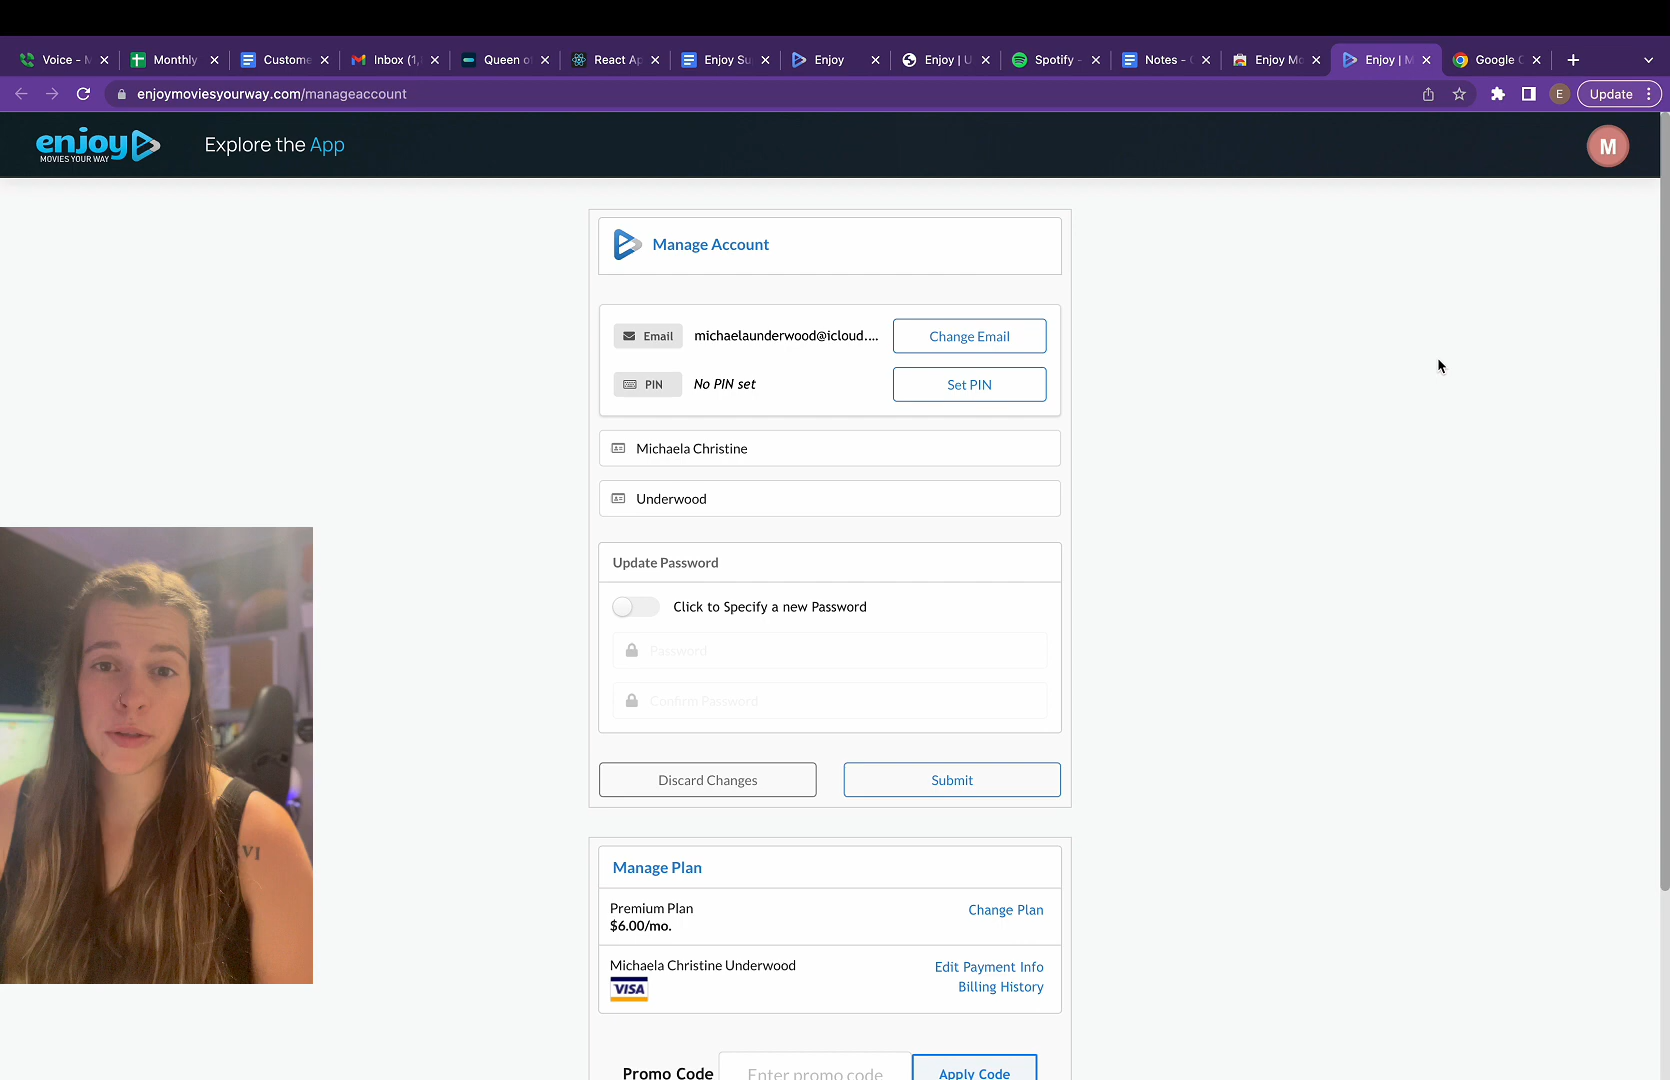 Voice - M
Monthly
Custome
Inbox (1,
Queen o
React Ap
Enjoy Su
Enjoy
Enjoy | U
Spotify -
Notes - G
Enjoy Mo
Enjoy | M
Google C
enjoymoviesyourway.com/manageaccount
E
Update
enjoy
MOVIES YOUR WAY
Explore the App
M
Manage Account
Email
michaelaunderwood@icloud....
Change Email
PIN
No PIN set
Set PIN
Michaela Christine
Underwood
Update Password
Click to Specify a new Password
Password
Confirm Password
Discard Changes
Submit
XVI
Manage Plan
Premium Plan
$6.00/mo.
Change Plan
Michaela Christine Underwood
VISA
Edit Payment Info
Billing History
Promo Code
Enter promo code
Apply Code